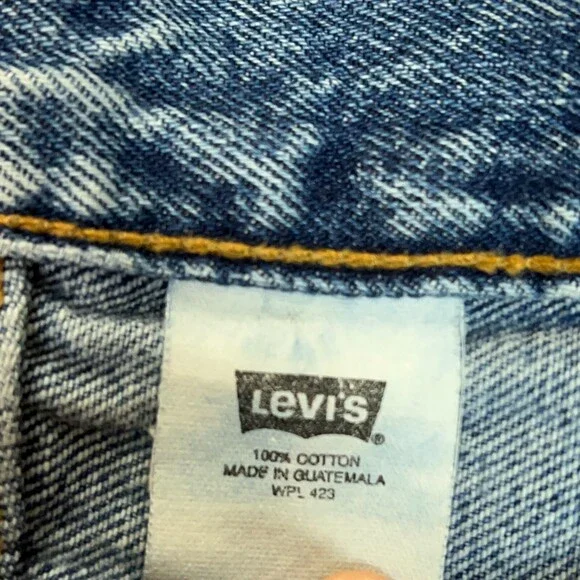 Levi's®
100% COTTON
MADE IN GUATEMALA
WPL 423